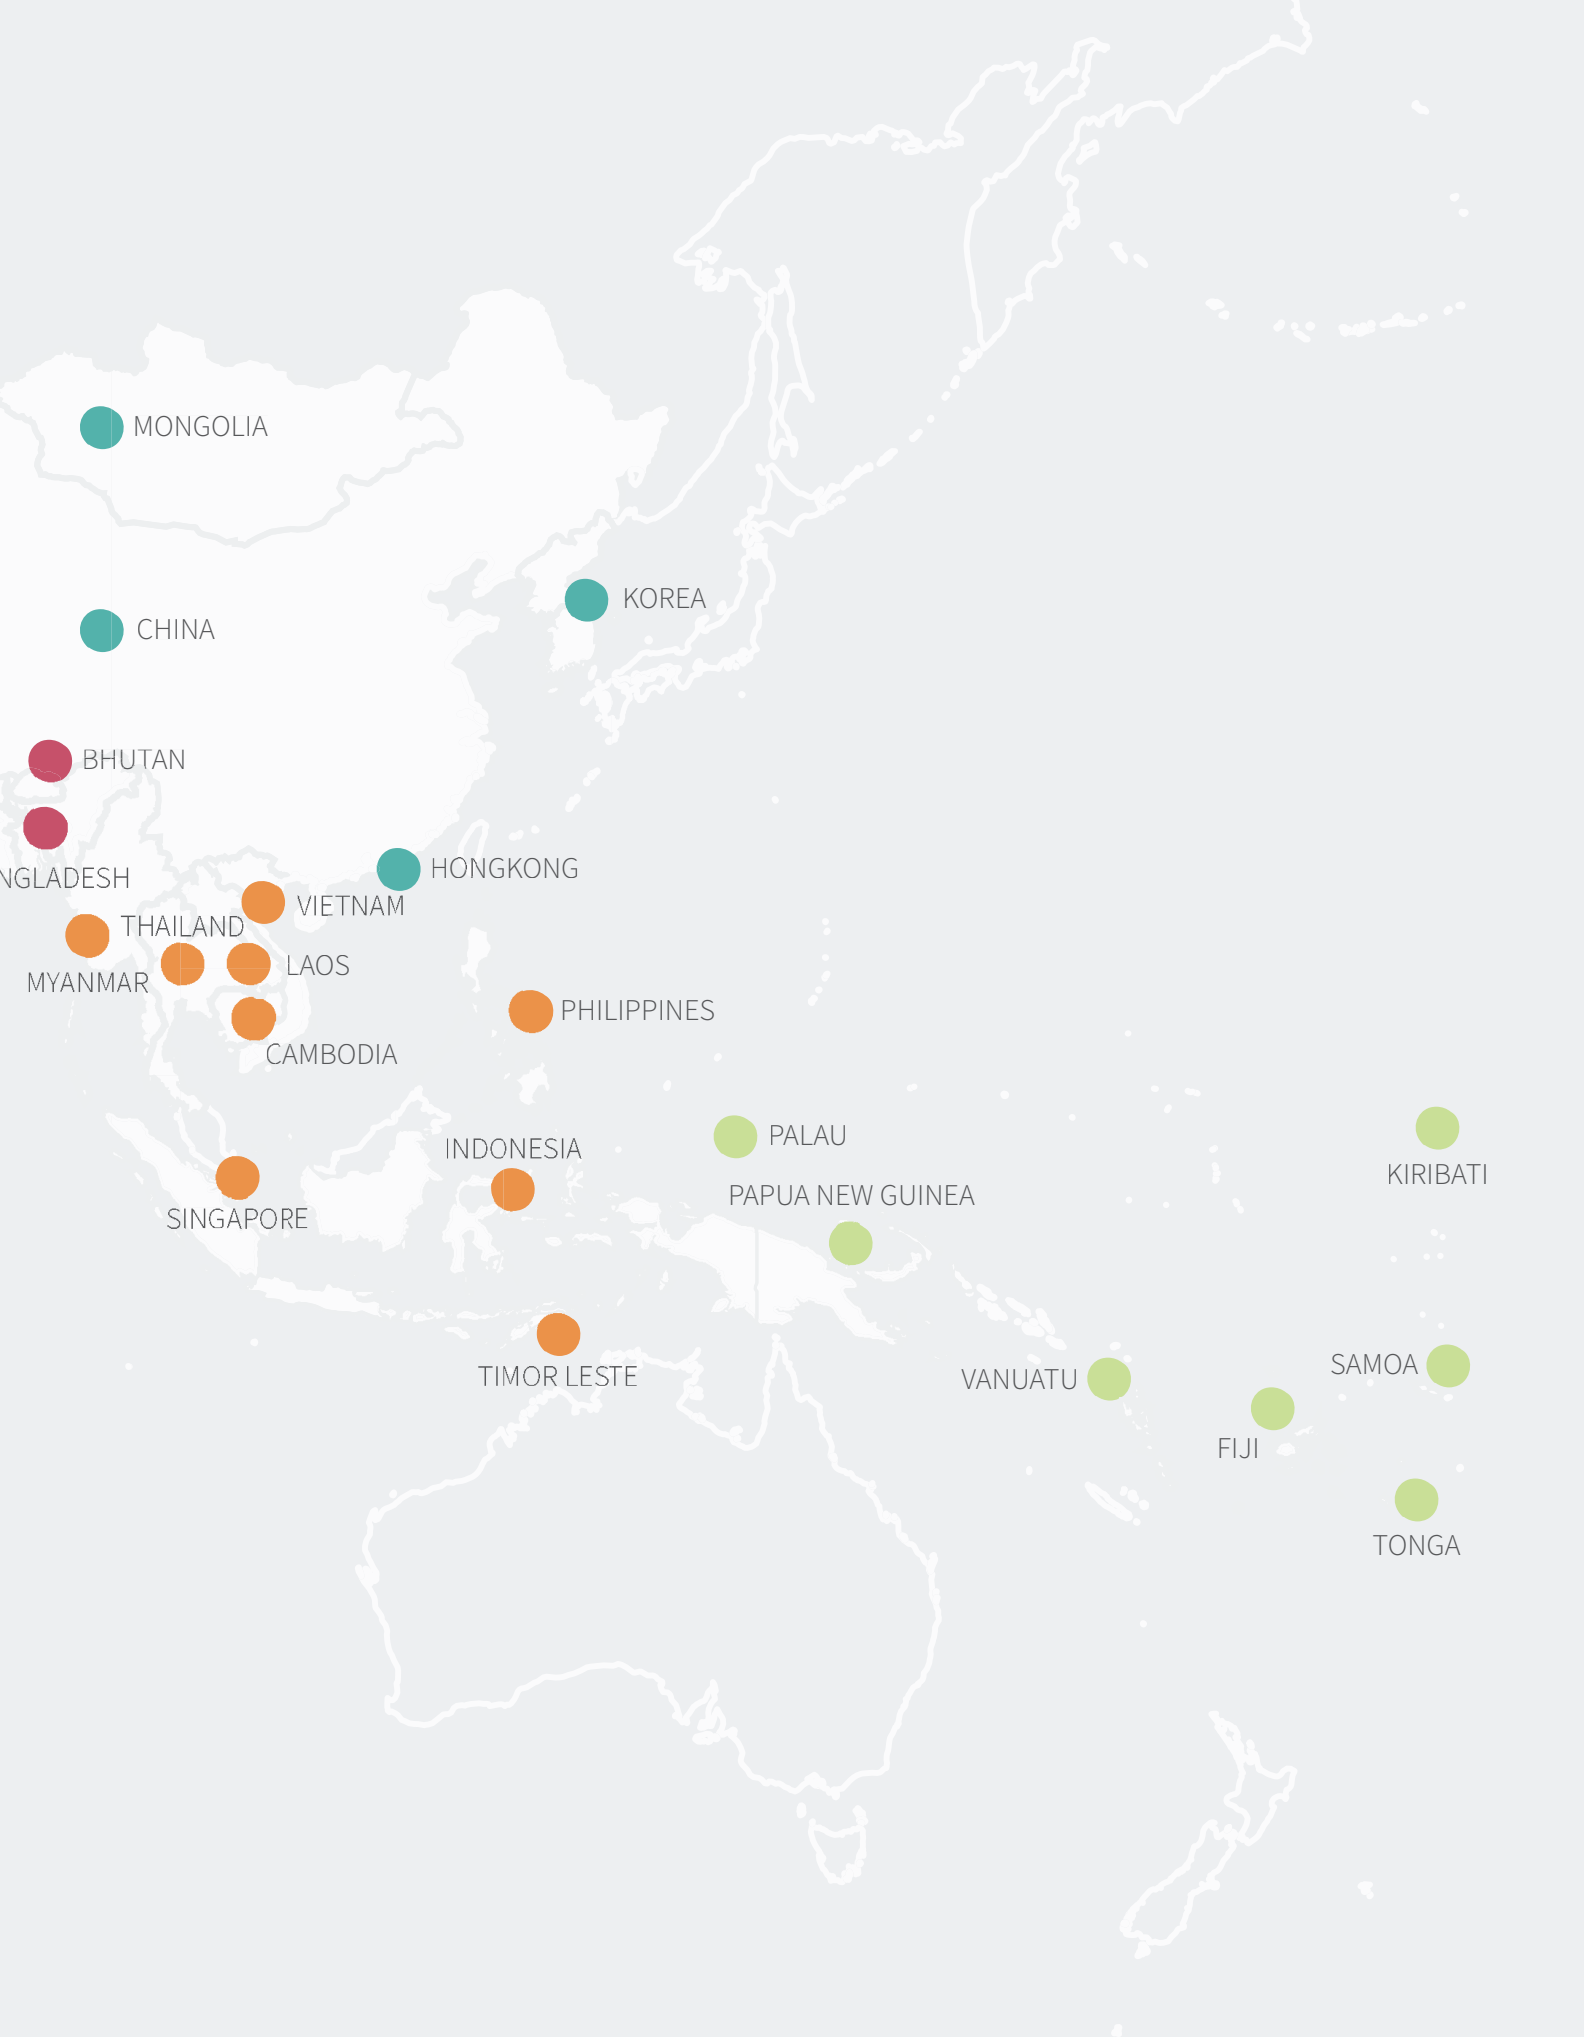 MONGOLIA
KOREA
CHINA
BHUTAN
HONGKONG
NGLADESH
VIETNAM
THAILAND
LAOS
MYANMAR
PHILIPPINES
CAMBODIA
PALAU
INDONESIA
KIRIBATI
PAPUA NEW GUINEA
SINGAPORE
SAMOA
TIMOR LESTE
VANUATU
FIJI
TONGA